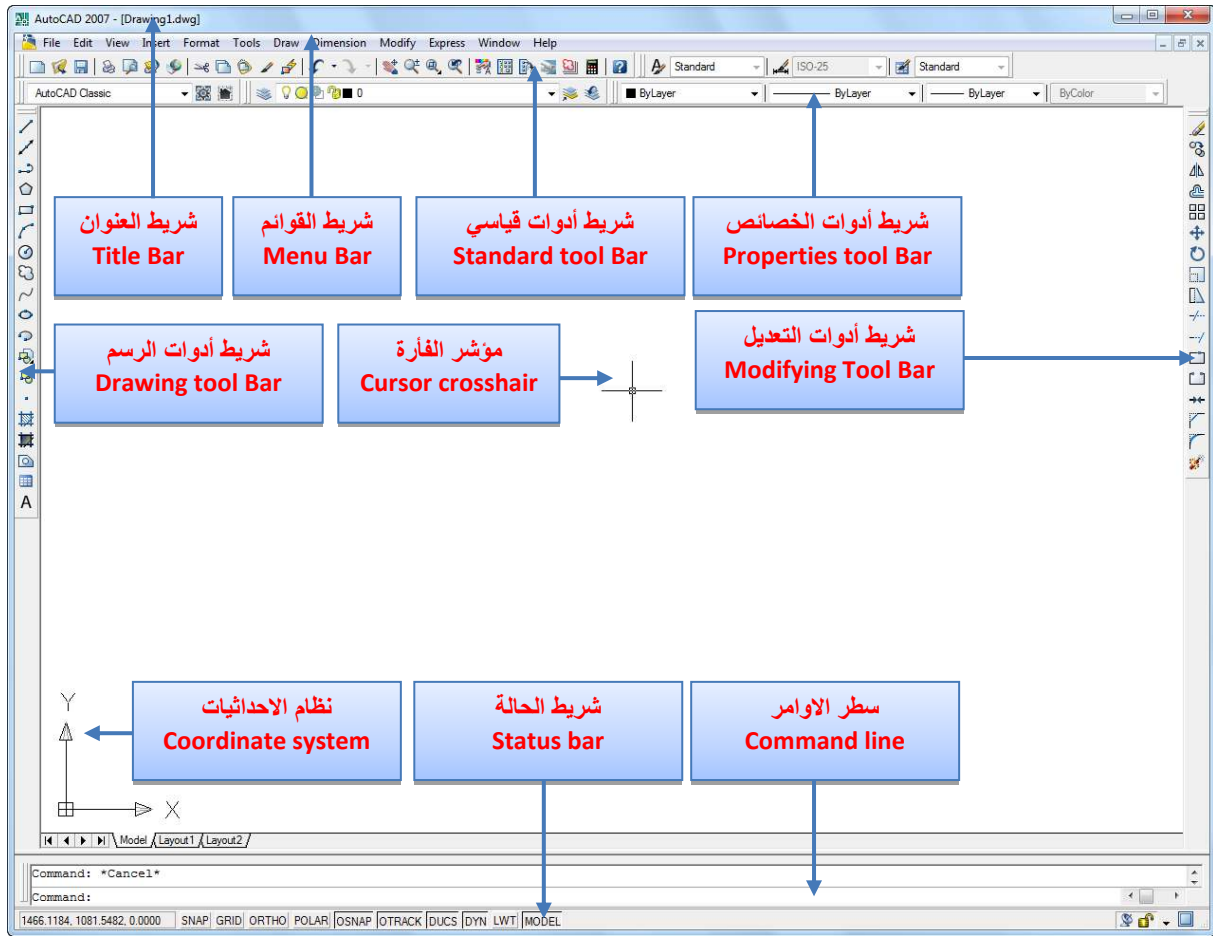 AutoCAD 2007 - [Drawing1.dwg]
File Edit View Insert Format Tools Draw Dimension Modify Express Window Help
Standard ISO-25 Standard
AutoCAD Classic 0 ByLayer ByLayer ByLayer ByColor
شريط العنوان
Title Bar
شريط القوائم
Menu Bar
شريط أدوات قياسي
Standard tool Bar
شريط أدوات الخصائص
Properties tool Bar
شريط أدوات الرسم
Drawing tool Bar
مؤشر الفأرة
Cursor crosshair
شريط أدوات التعديل
Modifying Tool Bar
A
نظام الاحداثيات
Coordinate system
شريط الحالة
Status bar
سطر الاوامر
Command line
Y
X
Model Layout1 Layout2
Command: *Cancel*
Command:
1466.1184, 1081.5482, 0.0000 SNAP GRID ORTHO POLAR OSNAP OTRACK DUCS DYN LWT MODEL